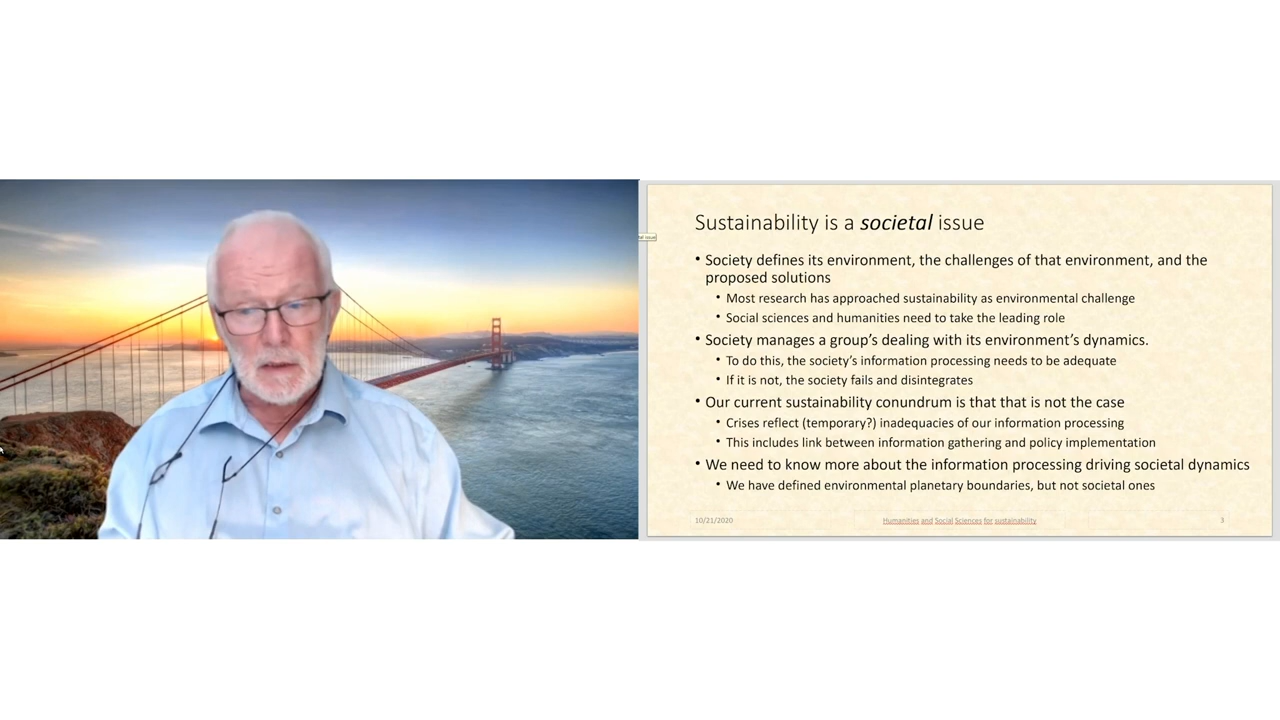 Sustainability is a societal issue
• Society defines its environment, the challenges of that environment, and the
proposed solutions
• Most research has approached sustainability as environmental challenge
• Social sciences and humanities need to take the leading role
• Society manages a group's dealing with its environment's dynamics.
• To do this, the society's information processing needs to be adequate
• If it is not, the society fails and disintegrates
• Our current sustainability conundrum is that that is not the case
• Crises reflect (temporary?) inadequacies of our information processing
• This includes link between information gathering and policy implementation
• We need to know more about the information processing driving societal dynamics
• We have defined environmental planetary boundaries, but not societal ones
10/21/2020 Humanities and Social Sciences for sustainability 3